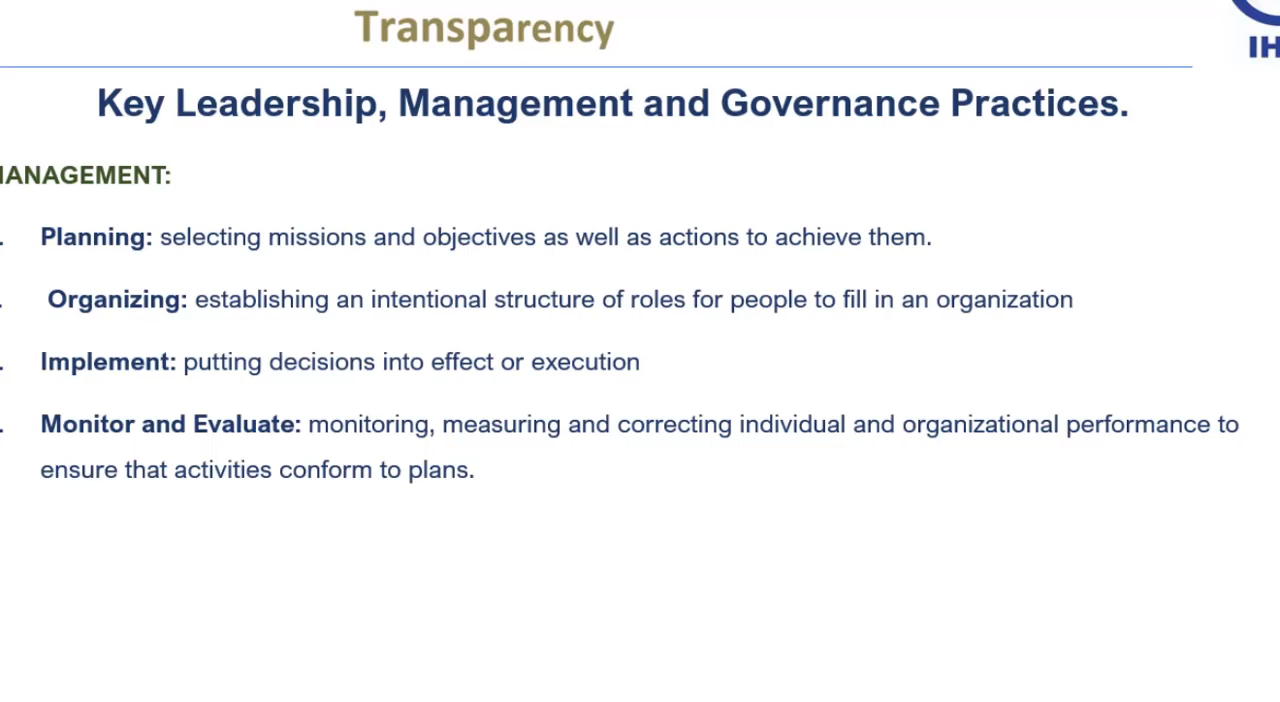 Transparency
IH
Key Leadership, Management and Governance Practices.
ANAGEMENT:
. Planning: selecting missions and objectives as well as actions to achieve them.
. Organizing: establishing an intentional structure of roles for people to fill in an organization
. Implement: putting decisions into effect or execution
. Monitor and Evaluate: monitoring, measuring and correcting individual and organizational performance to
ensure that activities conform to plans.